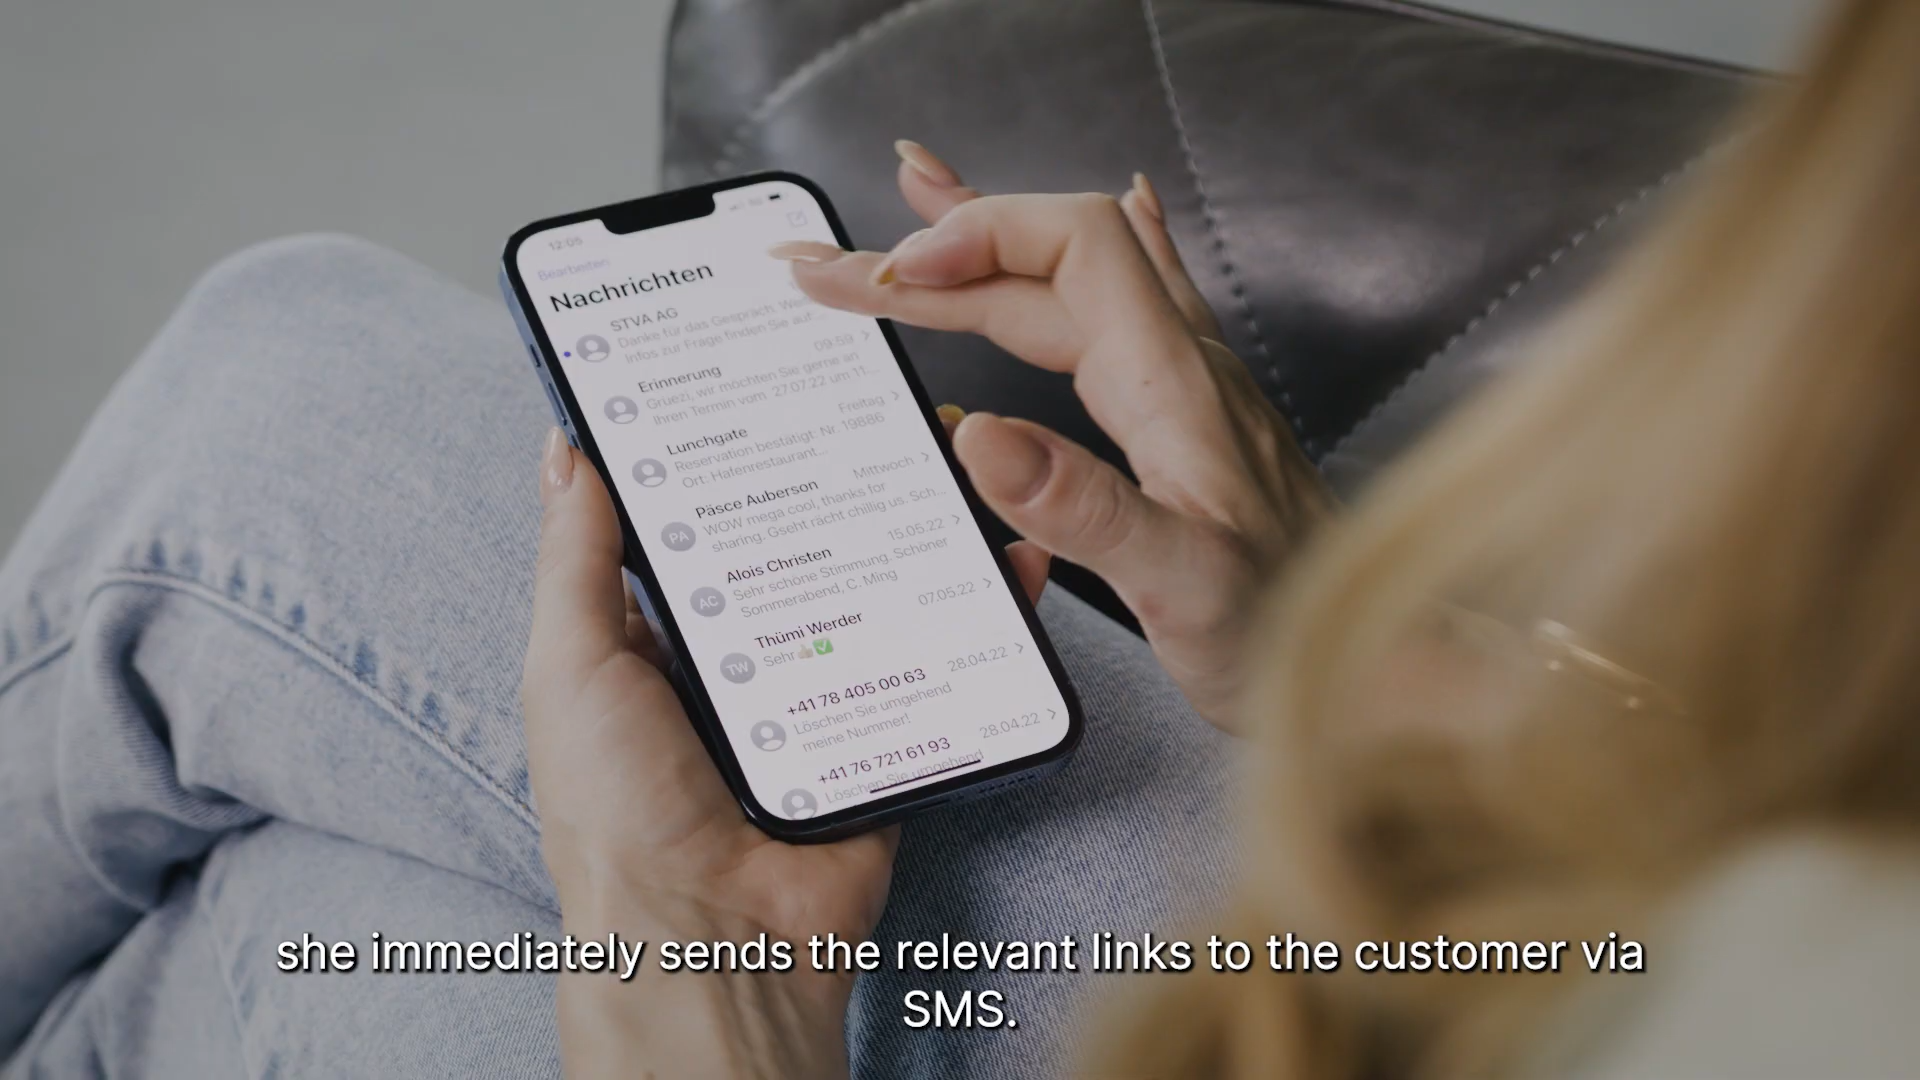 12:05
Bearbeiten
Nachrichten
STVA AG
Danke für das Gespräch. Wei
Infos zur Frage finden Sie auf...
09:59
Erinnerung
Grüezi, wir möchten Sie gerne an
Ihren Termin vom 27.07.22 um 11...
Freitag
Lunchgate
Reservation bestätigt: Nr. 19886
Ort: Hafenrestaurant...
Mittwoch
Päsce Auberson
PA
WOW mega cool, thanks for
sharing. Gseht rächt chillig us. Sch...
15.05.22
Alois Christen
AC
Sehr schöne Stimmung. Schöner
Sommerabend, C. Ming
07.05.22
Thümi Werder
TW
Sehr👍🏼✅
28.04.22
+41 78 405 00 63
Löschen Sie umgehend
meine Nummer!
28.04.22
+41 76 721 61 93
Löschen Sie umgehend
she immediately sends the relevant links to the customer via
SMS.